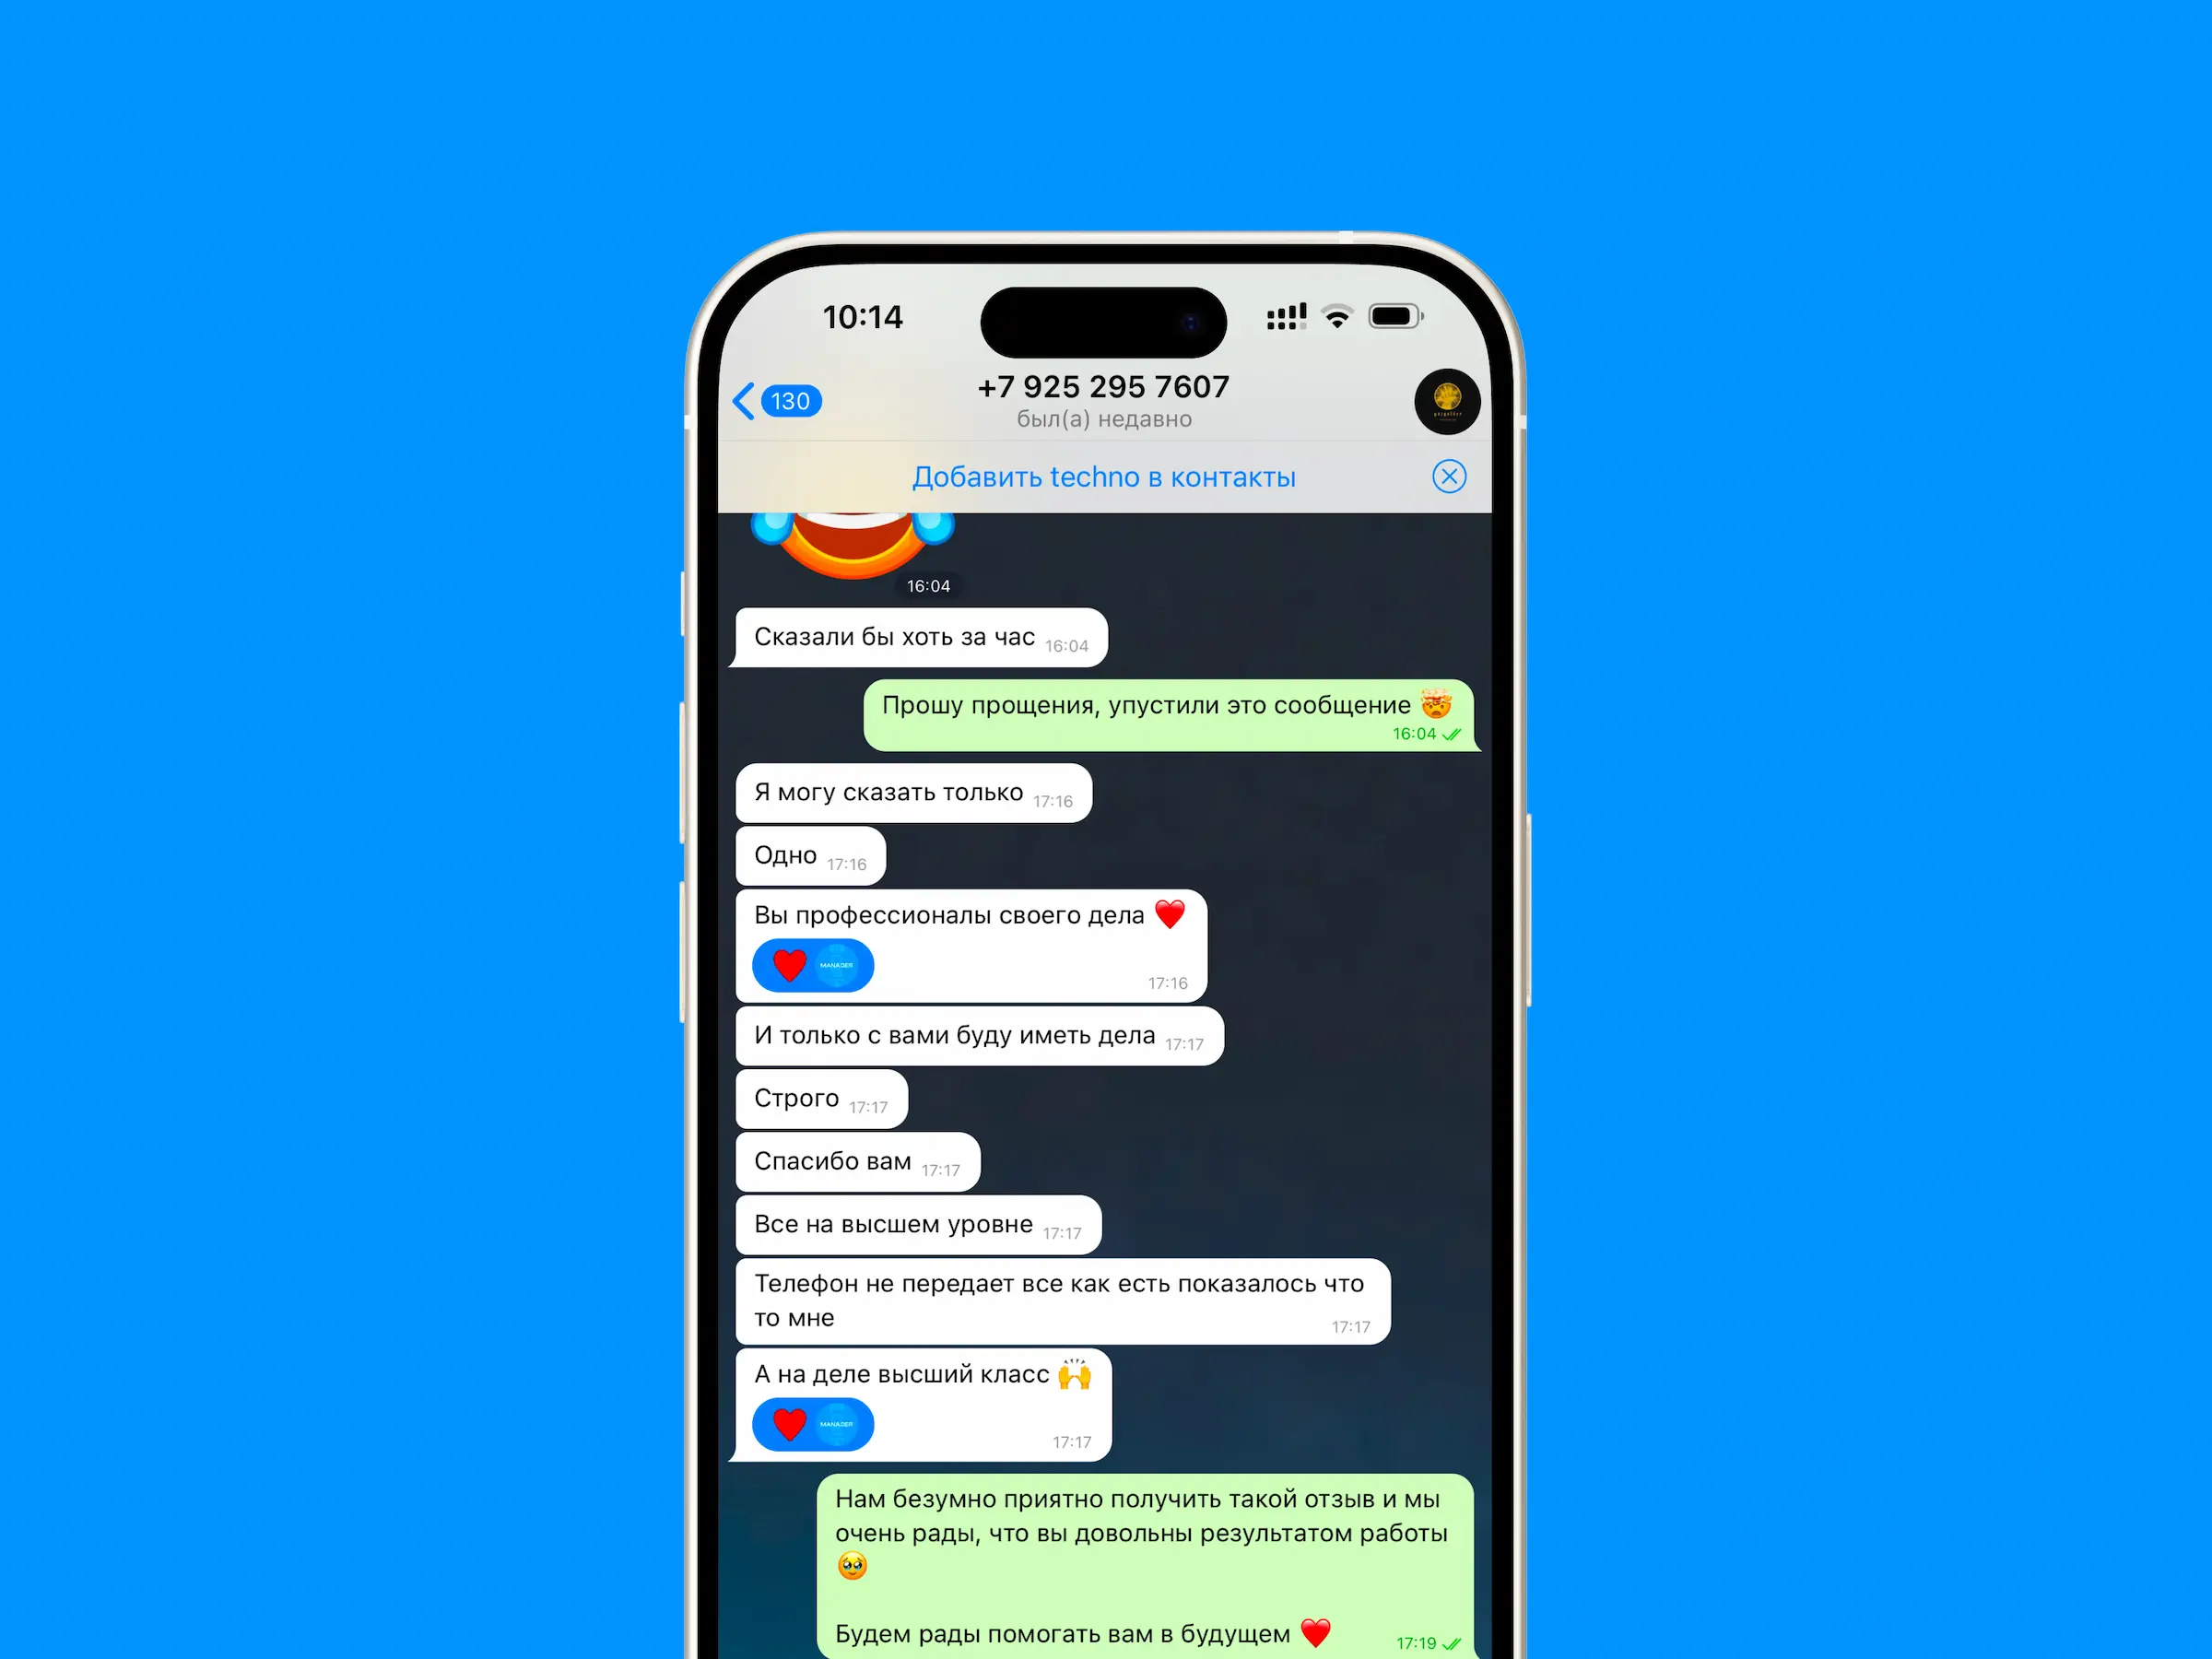 10:14
130
+7 925 295 7607
был(а) недавно
Добавить techno в контакты
16:04
Сказали бы хоть за час 16:04
Прошу прощения, упустили это сообщение 🤯
16:04
Я могу сказать только 17:16
Одно 17:16
Вы профессионалы своего дела ❤️
MANAGER
17:16
И только с вами буду иметь дела 17:17
Строго 17:17
Спасибо вам 17:17
Все на высшем уровне 17:17
Телефон не передает все как есть показалось что
то мне 17:17
А на деле высший класс 🙌
MANAGER
17:17
Нам безумно приятно получить такой отзыв и мы
очень рады, что вы довольны результатом работы
🥹
Будем рады помогать вам в будущем ❤️ 17:19